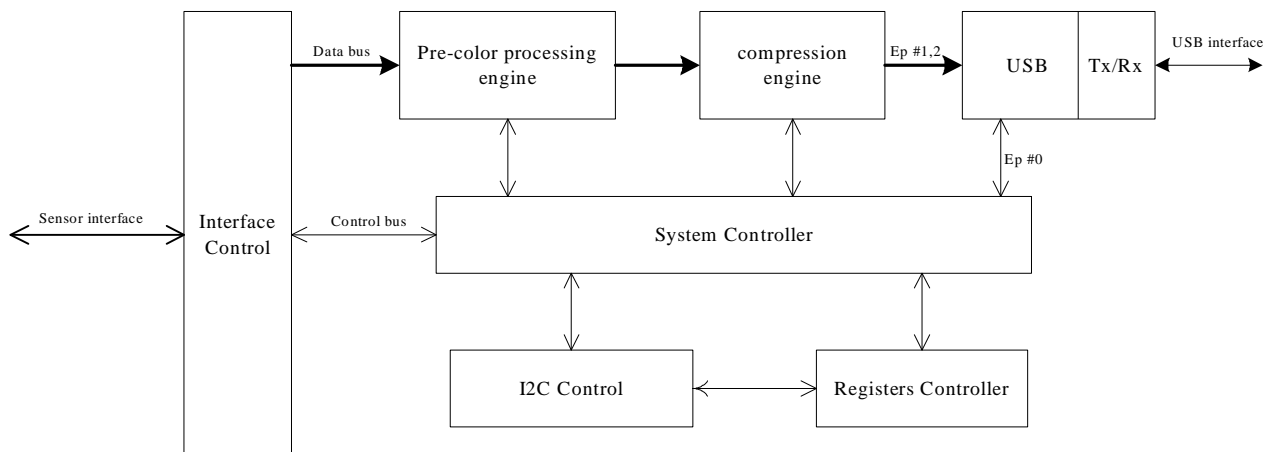 Data bus
Pre-color processing
engine
compression
engine
Ep #1,2
USB
Tx/Rx
USB interface
Ep #0
Sensor interface
Interface
Control
Control bus
System Controller
I2C Control
Registers Controller